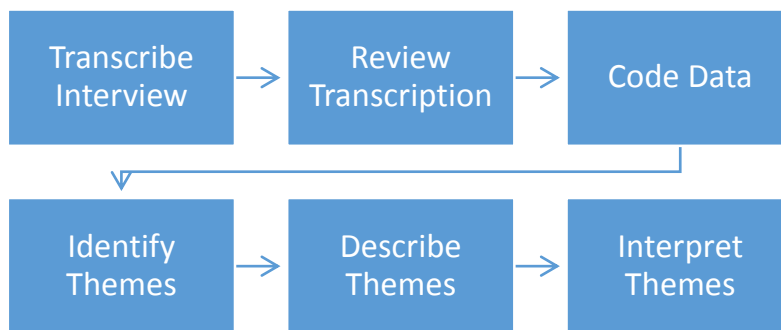 Transcribe
Interview
Review
Transcription
Code Data
Identify
Themes
Describe
Themes
Interpret
Themes